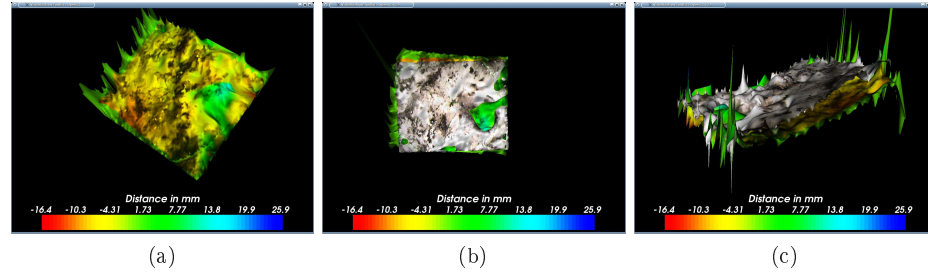 Distance in mm
-16.4 -10.3 -4.31 1.73 7.77 13.8 19.9 25.9
Distance in mm
-16.4 -10.3 -4.31 1.73 7.77 13.8 19.9 25.9
Distance in mm
-16.4 -10.3 -4.31 1.73 7.77 13.8 19.9 25.9
(a) (b) (c)